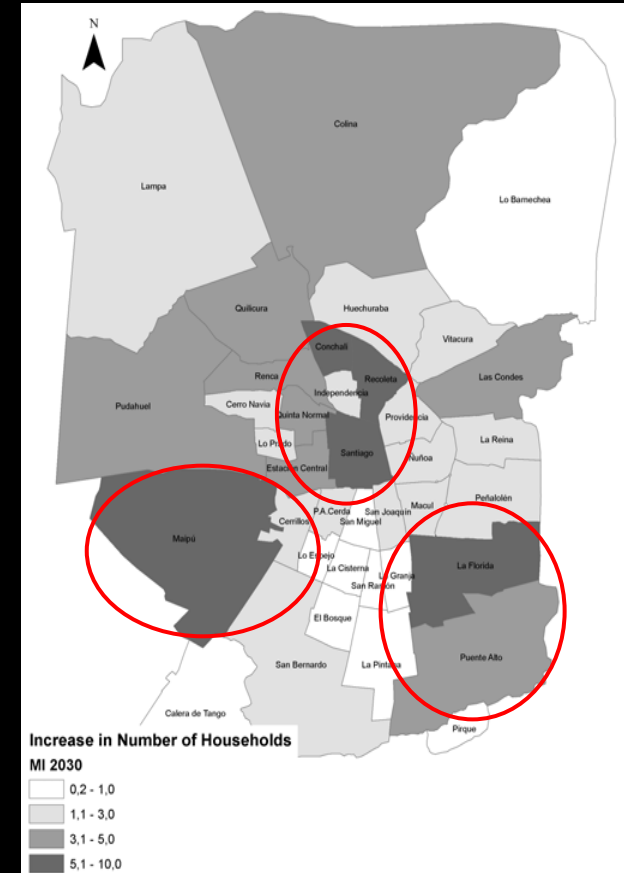 N
Colina
Lampa
Lo Barnechea
Quilicura
Huechuraba
Conchalí
Vitacura
Renca
Recoleta
Las Condes
Independencia
Pudahuel
Cerro Navia
Quinta Normal
Providencia
La Reina
Lo Prado
Santiago
Ñuñoa
Estación Central
Peñalolén
Macul
P.A.Cerda
San Joaquín
Cerrillos
San Miguel
Maipú
Lo Espejo
La Florida
La Cisterna
La Granja
San Ramón
El Bosque
Puente Alto
San Bernardo
La Pintana
Calera de Tango
Pirque
Increase in Number of Households
MI 2030
0,2 - 1,0
1,1 - 3,0
3,1 - 5,0
5,1 - 10,0